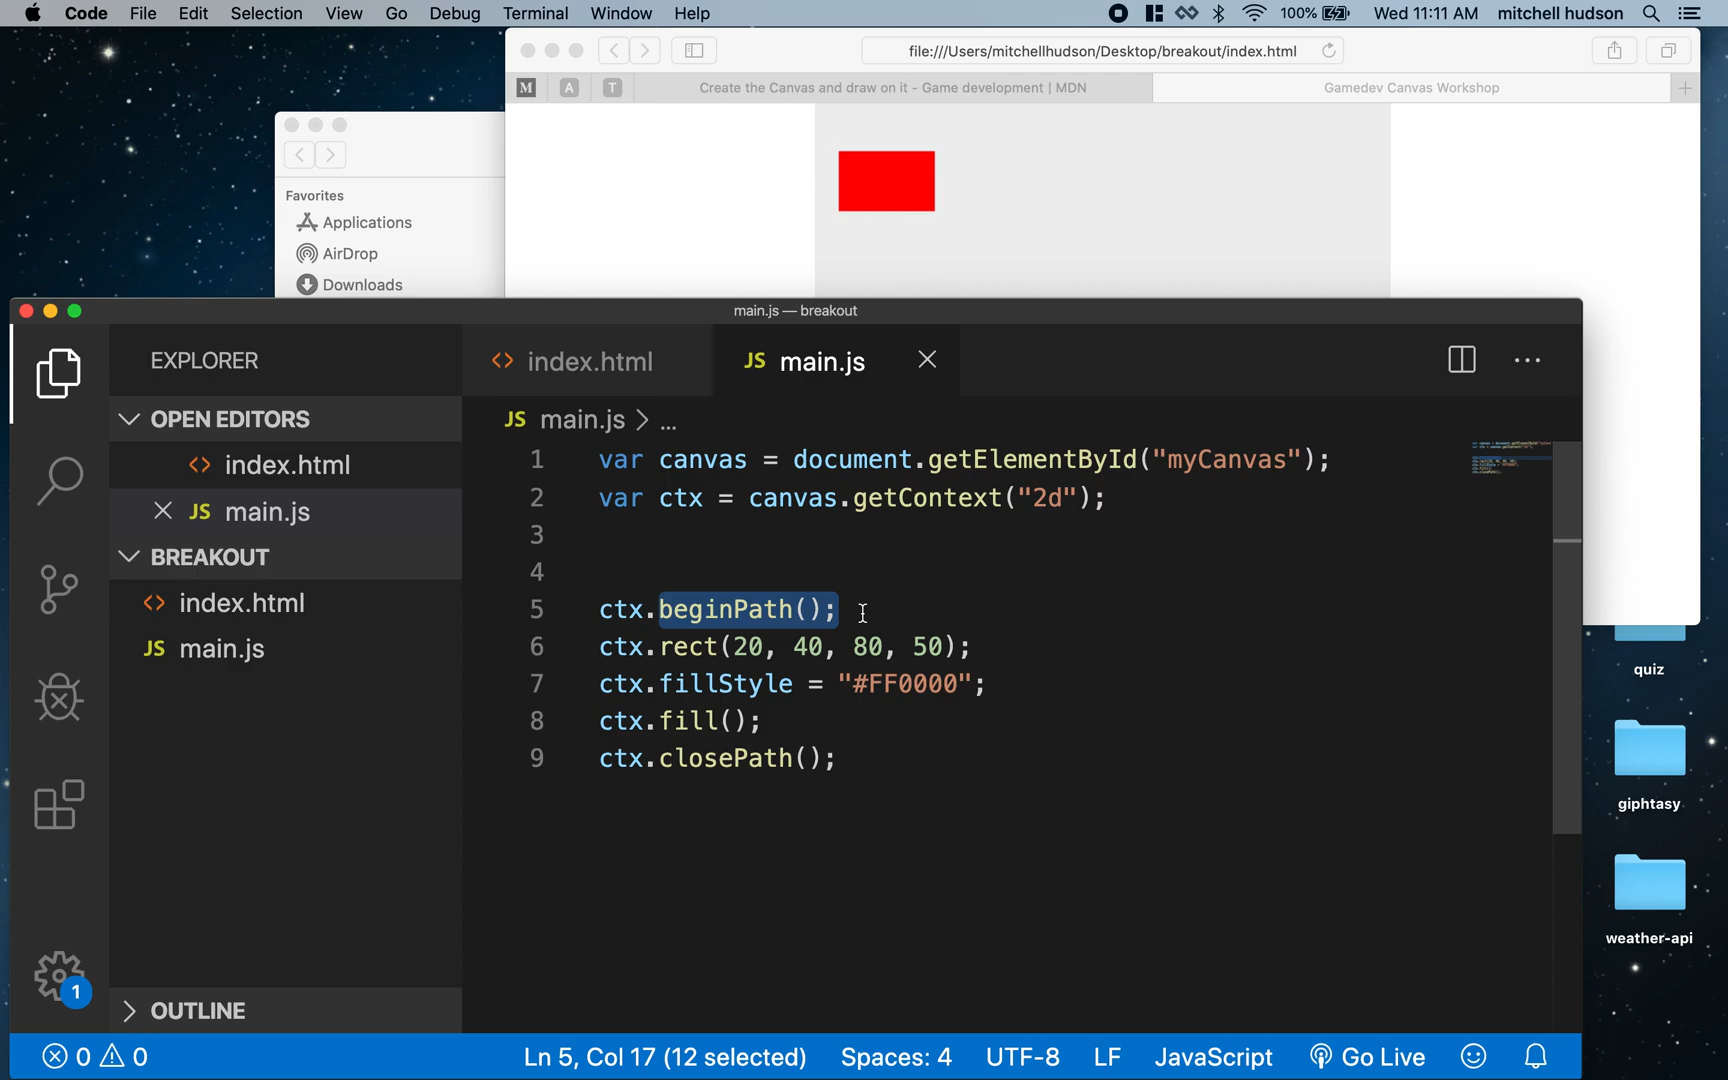 Code File Edit Selection View Go Debug Terminal Window Help 100% Wed 11:11 AM mitchell hudson
file:///Users/mitchellhudson/Desktop/breakout/index.html
M A T Create the Canvas and draw on it - Game development | MDN Gamedev Canvas Workshop +
Favorites
Applications
AirDrop
Downloads
main.js — breakout
EXPLORER
OPEN EDITORS
<> index.html
JS main.js
BREAKOUT
<> index.html
JS main.js
OUTLINE
1
<> index.html JS main.js
JS main.js > ...
1 var canvas = document.getElementById("myCanvas");
2 var ctx = canvas.getContext("2d");
3
4
5 ctx.beginPath();
6 ctx.rect(20, 40, 80, 50);
7 ctx.fillStyle = "#FF0000";
8 ctx.fill();
9 ctx.closePath();
quiz
giphtasy
weather-api
0 0 Ln 5, Col 17 (12 selected) Spaces: 4 UTF-8 LF JavaScript Go Live